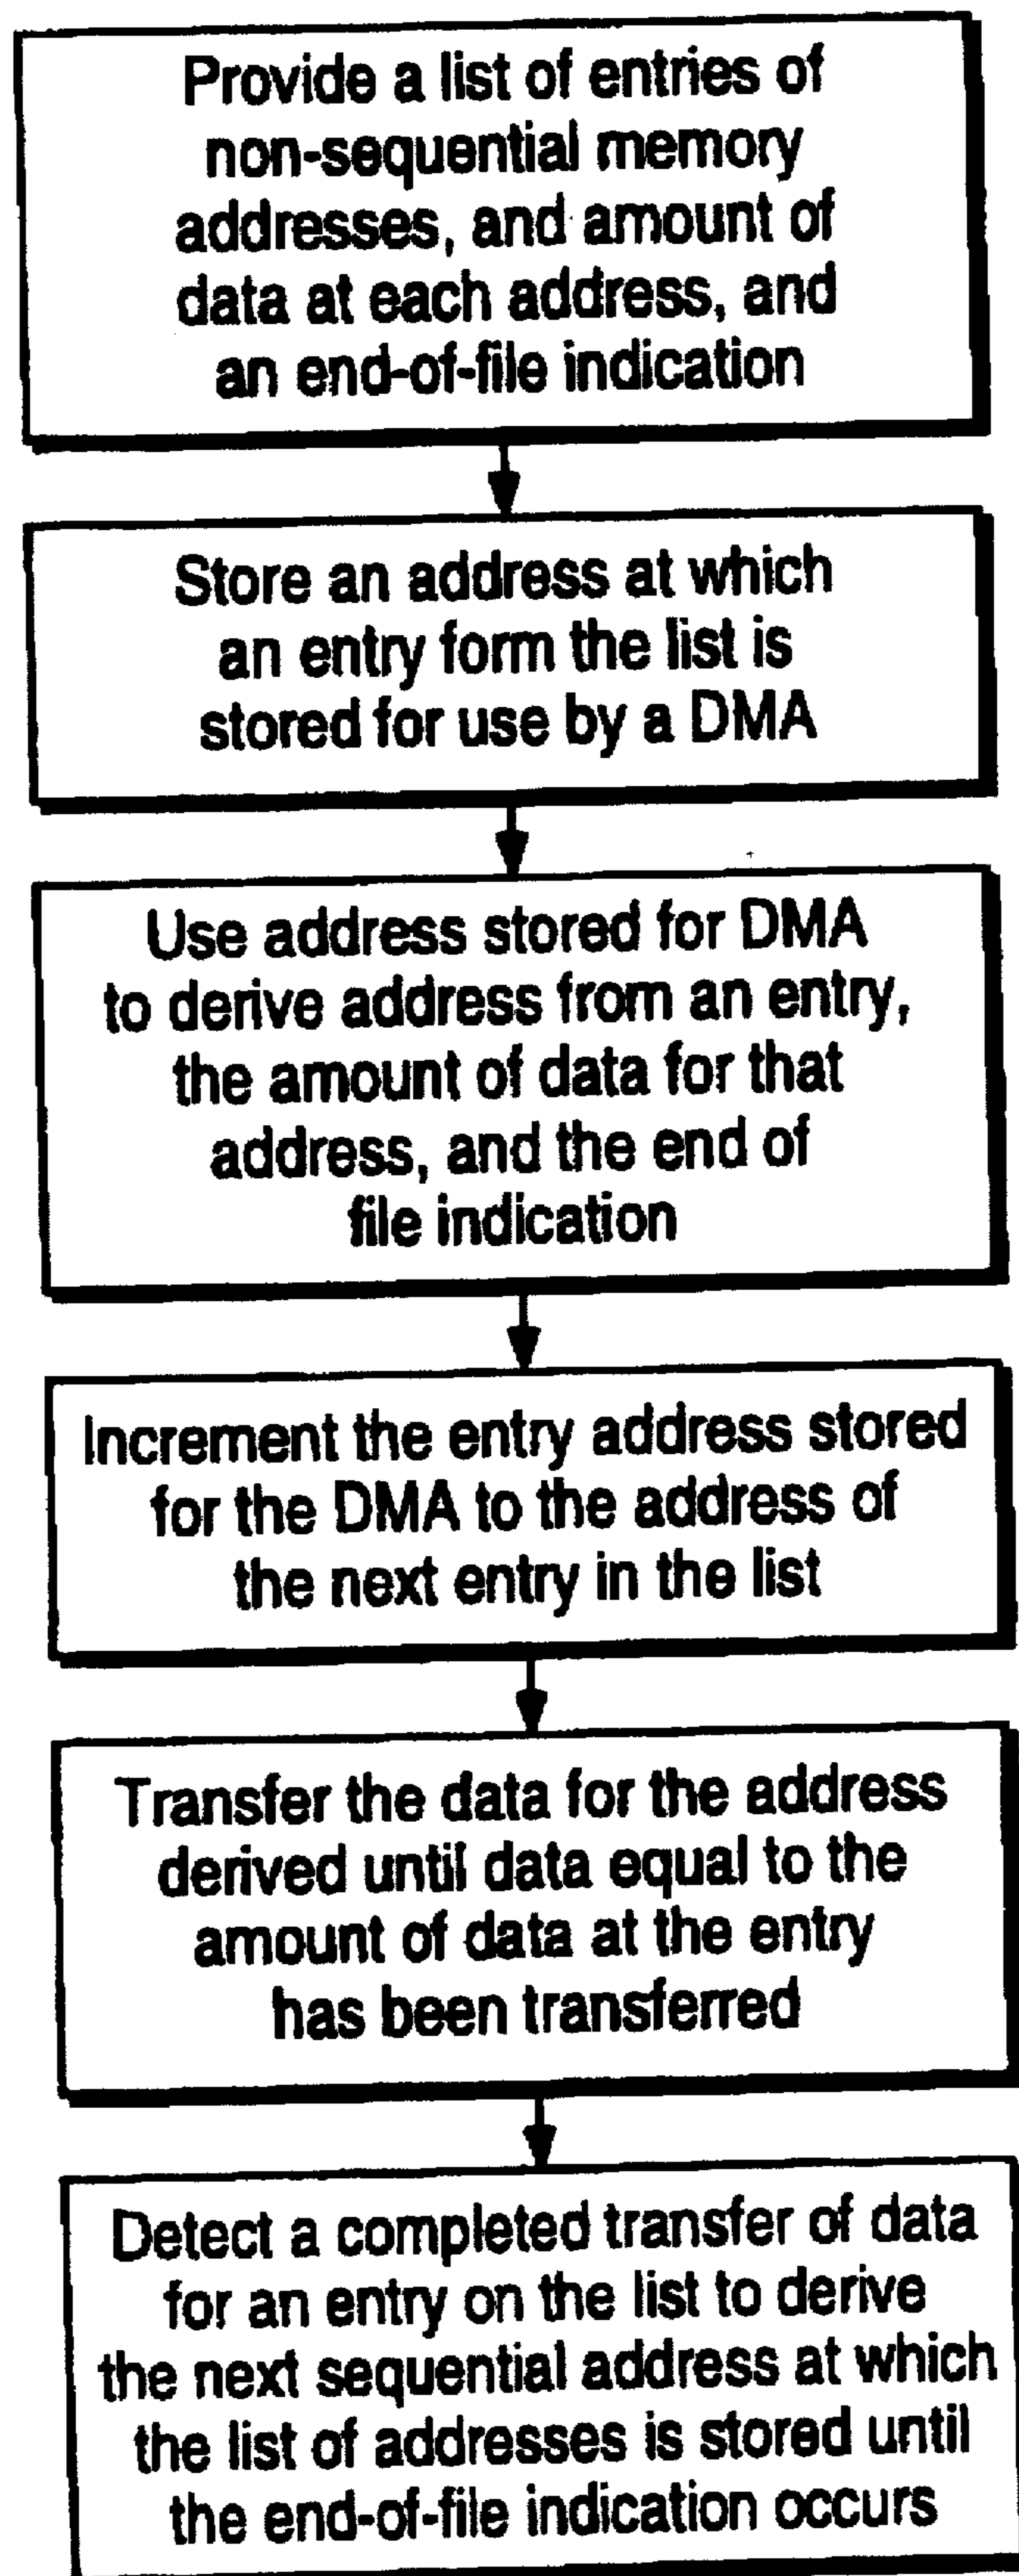 Provide a list of entries of
non-sequential memory
addresses, and amount of
data at each address, and
an end-of-file indication
Store an address at which
an entry form the list is
stored for use by a DMA
Use address stored for DMA
to derive address from an entry,
the amount of data for that
address, and the end of
file indication
Increment the entry address stored
for the DMA to the address of
the next entry in the list
Transfer the data for the address
derived until data equal to the
amount of data at the entry
has been transferred
Detect a completed transfer of data
for an entry on the list to derive
the next sequential address at which
the list of addresses is stored until
the end-of-file indication occurs